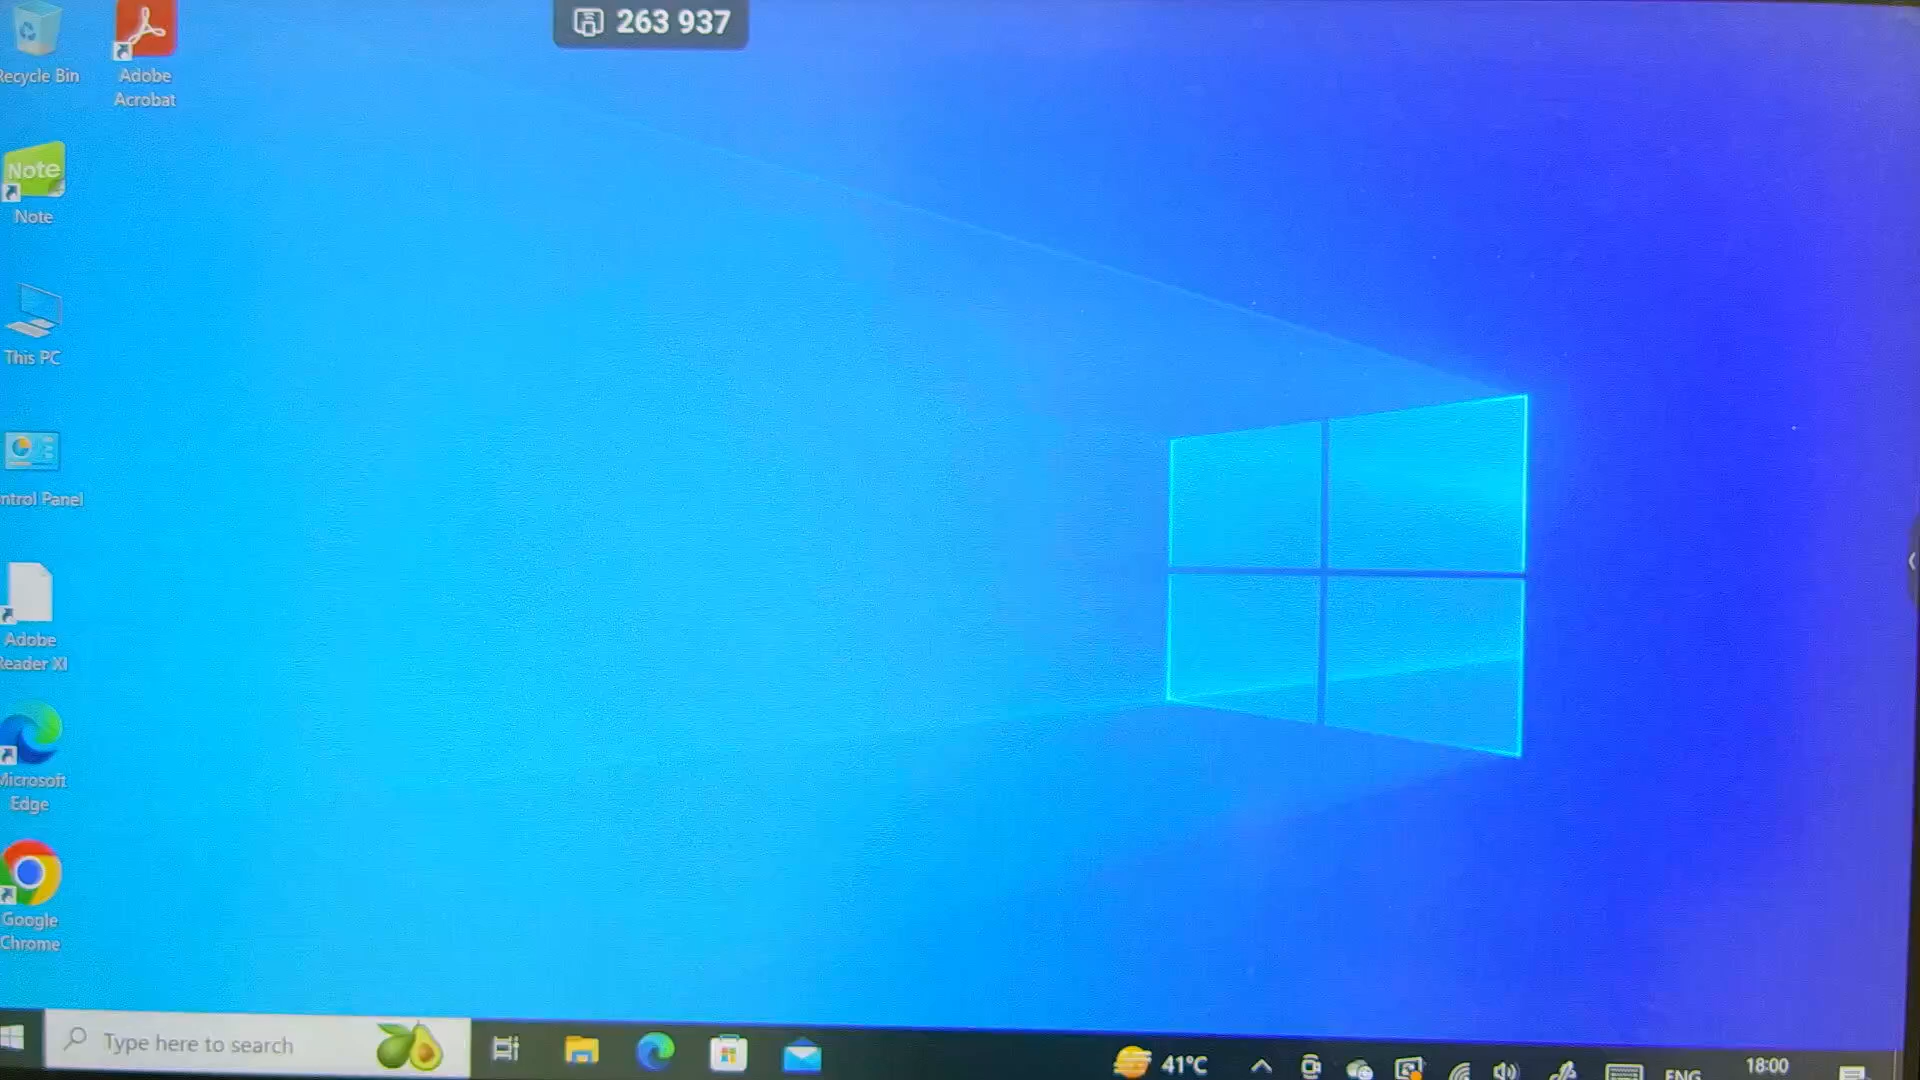 263 937
Recycle Bin
Adobe
Acrobat
Note
Note
This PC
ntrol Panel
Adobe
Reader XI
Microsoft
Edge
Google
Chrome
Type here to search
41°C
ENG
18:00